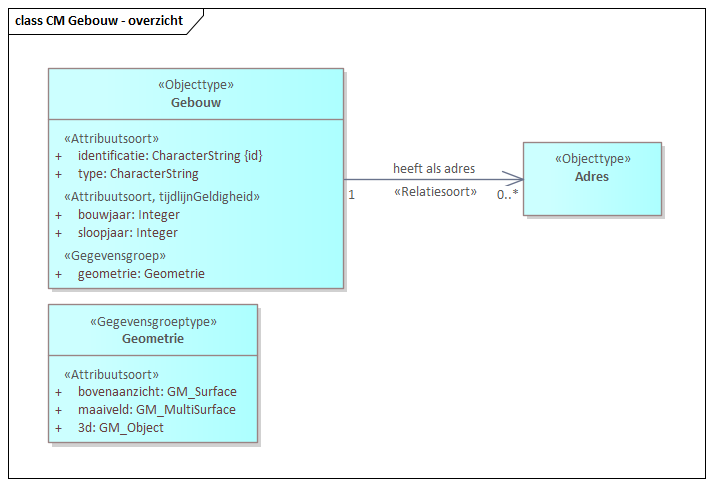 class CM Gebouw - overzicht
«Objecttype»
Gebouw
«Attribuutsoort»
+ identificatie: CharacterString {id}
+ type: CharacterString
«Attribuutsoort, tijdlijnGeldigheid»
+ bouwjaar: Integer
+ sloopjaar: Integer
«Gegevensgroep»
+ geometrie: Geometrie
heeft als adres
1
«Relatiesoort»
0..*
«Objecttype»
Adres
«Gegevensgroeptype»
Geometrie
«Attribuutsoort»
+ bovenaanzicht: GM_Surface
+ maaiveld: GM_MultiSurface
+ 3d: GM_Object